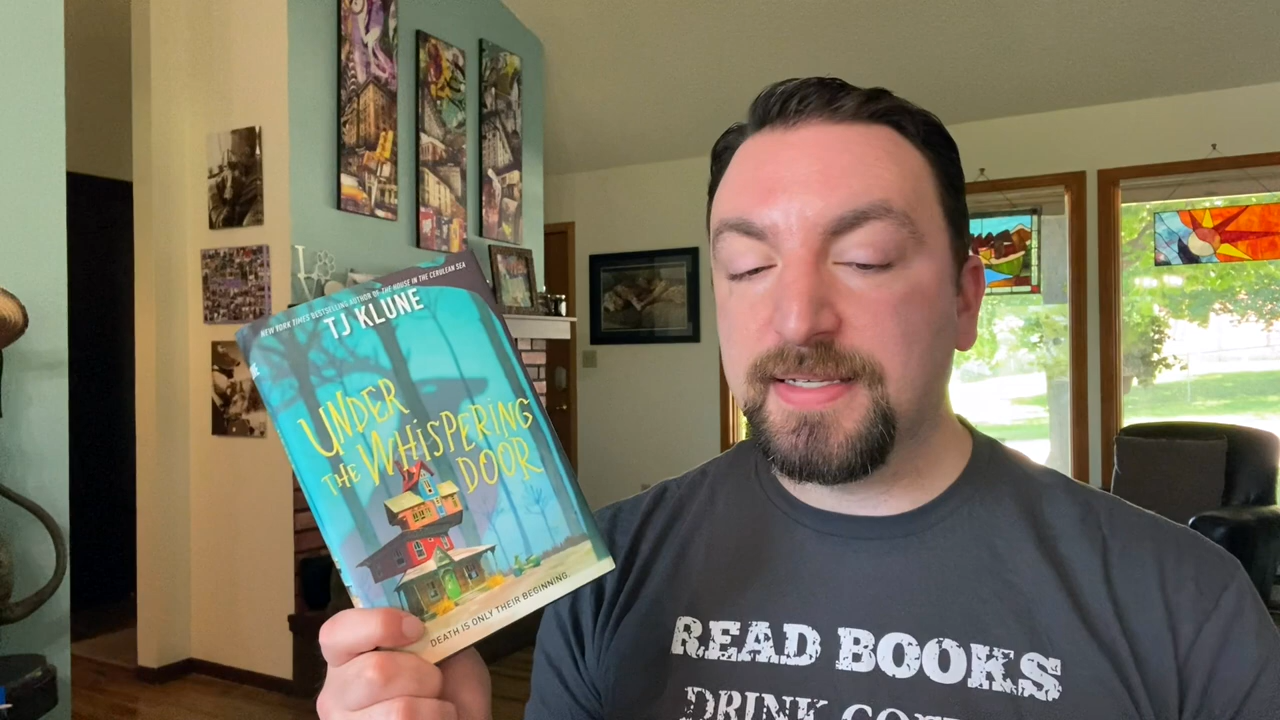 NEW YORK TIMES BESTSELLING AUTHOR OF THE HOUSE IN THE CERULEAN SEA
TJ KLUNE
UNDER
THE WHISPERING
DOOR
DEATH IS ONLY THEIR BEGINNING.
READ BOOKS
DRINK